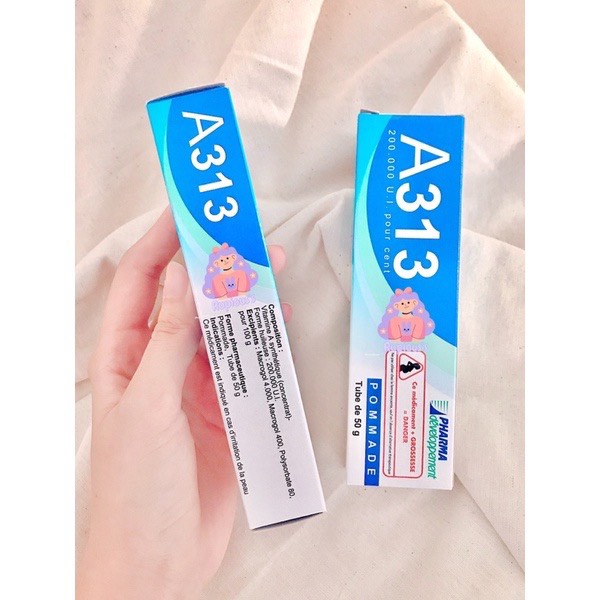 A313
Composition :
Vitamine A synthétique (concentrat)-
Forme huileuse : 200.000 U.I.
Excipients : Macrogol 4.000, Macrogol 400, Polysorbate 80,
pour 100 g
Forme pharmaceutique :
Pommade, Tube de 50 g
Indications :
Ce médicament est indiqué en cas d'irritation de la peau
A313
200.000 U.I. pour cent
Ce médicament + GROSSESSE
= DANGER
POMMADE
Tube de 50 g
PHARMA
développement